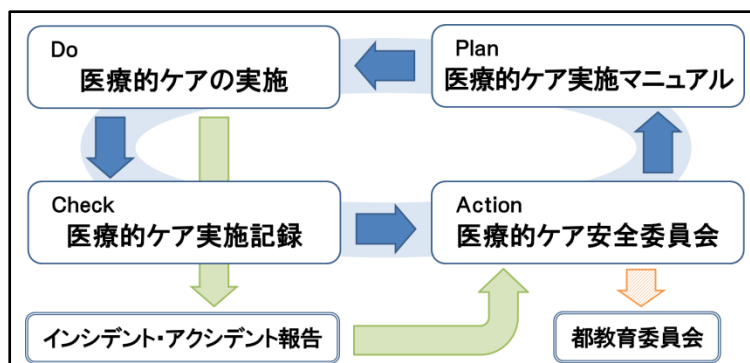 Do
医療的ケアの実施
Plan
医療的ケア実施マニュアル
Check
医療的ケア実施記録
Action
医療的ケア安全委員会
インシデント・アクシデント報告
都教育委員会